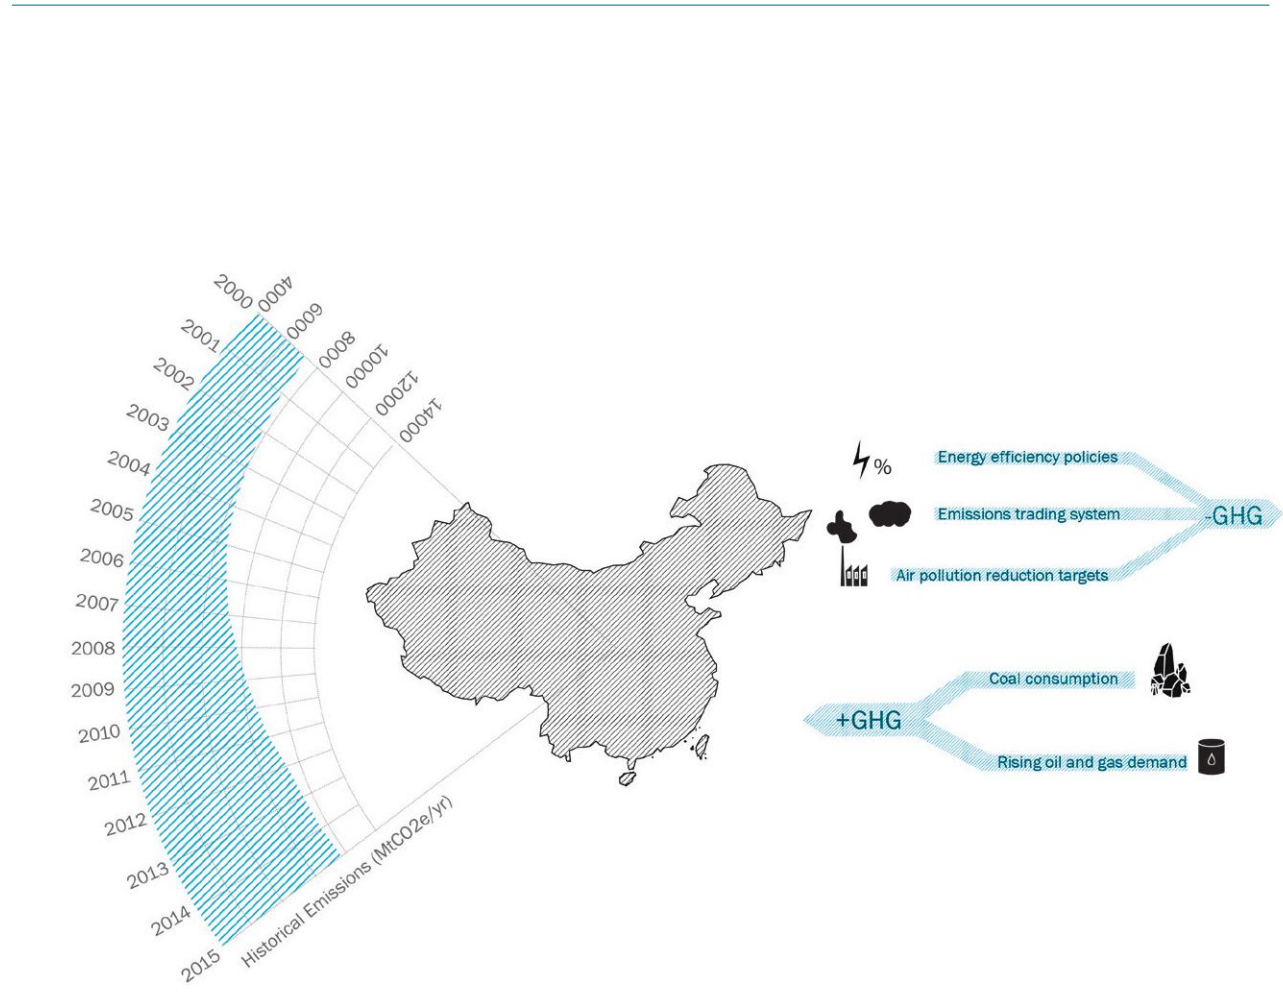 2000
2001
2002
2003
2004
2005
2006
2007
2008
2009
2010
2011
2012
2013
2014
2015
4000
6000
8000
10000
12000
14000
Historical Emissions (MtCO2e/yr)
%
Energy efficiency policies
Emissions trading system
Air pollution reduction targets
-GHG
+GHG
Coal consumption
Rising oil and gas demand